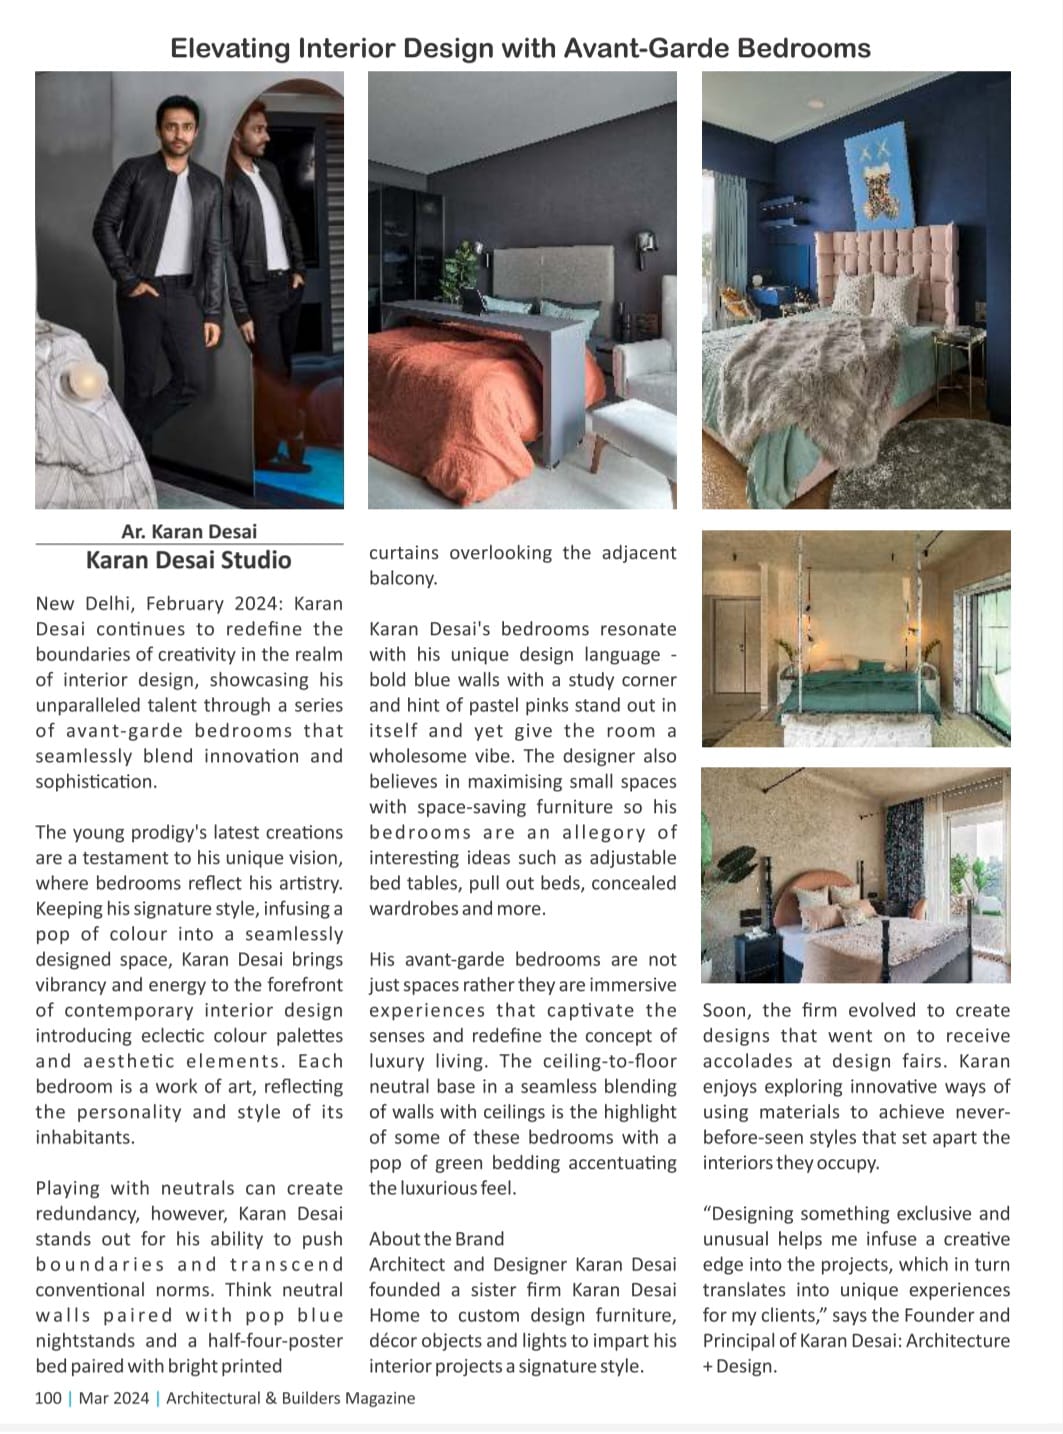 Elevating Interior Design with Avant-Garde Bedrooms
Ar. Karan Desai
Karan Desai Studio
New Delhi, February 2024: Karan
Desai continues to redefine the
boundaries of creativity in the realm
of interior design, showcasing his
unparalleled talent through a series
of avant-garde bedrooms that
seamlessly blend innovation and
sophistication.
The young prodigy's latest creations
are a testament to his unique vision,
where bedrooms reflect his artistry.
Keeping his signature style, infusing a
pop of colour into a seamlessly
designed space, Karan Desai brings
vibrancy and energy to the forefront
of contemporary interior design
introducing eclectic colour palettes
and aesthetic elements. Each
bedroom is a work of art, reflecting
the personality and style of its
inhabitants.
Playing with neutrals can create
redundancy, however, Karan Desai
stands out for his ability to push
boundaries and transcend
conventional norms. Think neutral
walls paired with pop blue
nightstands and a half-four-poster
bed paired with bright printed
curtains overlooking the adjacent
balcony.
Karan Desai's bedrooms resonate
with his unique design language -
bold blue walls with a study corner
and hint of pastel pinks stand out in
itself and yet give the room a
wholesome vibe. The designer also
believes in maximising small spaces
with space-saving furniture so his
bedrooms are an allegory of
interesting ideas such as adjustable
bed tables, pull out beds, concealed
wardrobes and more.
His avant-garde bedrooms are not
just spaces rather they are immersive
experiences that captivate the
senses and redefine the concept of
luxury living. The ceiling-to-floor
neutral base in a seamless blending
of walls with ceilings is the highlight
of some of these bedrooms with a
pop of green bedding accentuating
the luxurious feel.
About the Brand
Architect and Designer Karan Desai
founded a sister firm Karan Desai
Home to custom design furniture,
décor objects and lights to impart his
interior projects a signature style.
Soon, the firm evolved to create
designs that went on to receive
accolades at design fairs. Karan
enjoys exploring innovative ways of
using materials to achieve never-
before-seen styles that set apart the
interiors they occupy.
“Designing something exclusive and
unusual helps me infuse a creative
edge into the projects, which in turn
translates into unique experiences
for my clients,” says the Founder and
Principal of Karan Desai: Architecture
+ Design.
100 | Mar 2024 | Architectural & Builders Magazine